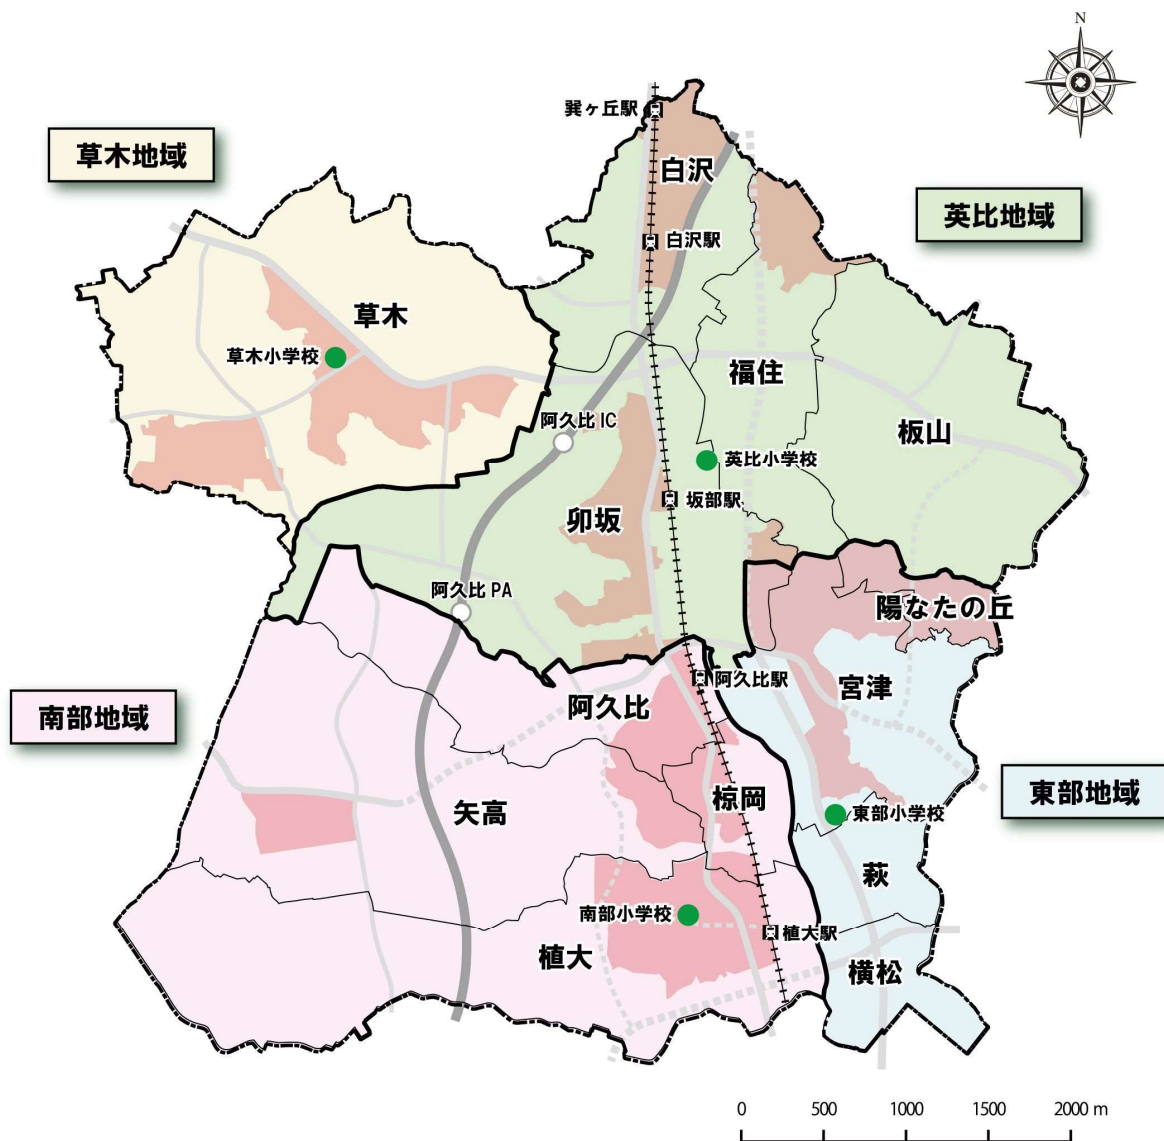 N
巽ヶ丘駅
草木地域
白沢
英比地域
白沢駅
草木
草木小学校
福住
阿久比 IC
板山
英比小学校
坂部駅
卯坂
阿久比 PA
陽なたの丘
阿久比駅
宮津
南部地域
阿久比
東部地域
椋岡
矢高
東部小学校
萩
南部小学校
植大駅
植大
横松
0 500 1000 1500 2000 m